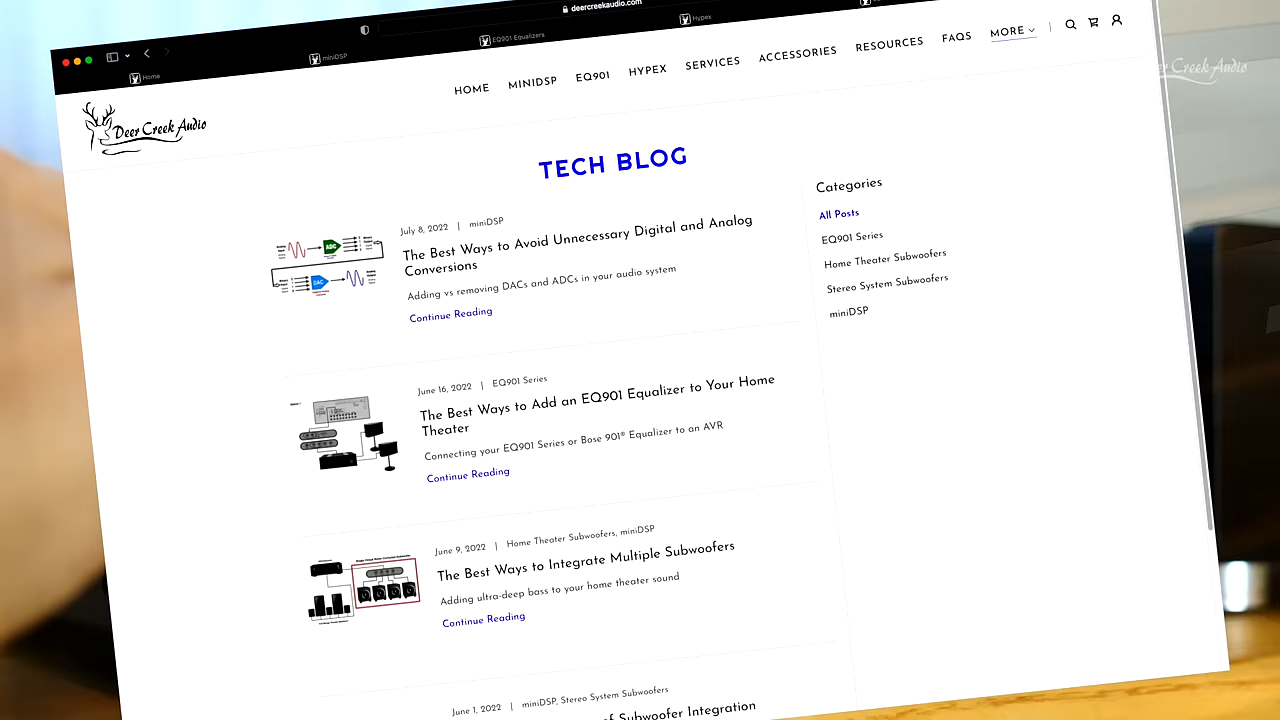 deercreekaudio.com
Home
miniDSP
EQ901 Equalizers
Hypex
Deer Creek Audio
HOME MINIDSP EQ901 HYPEX SERVICES ACCESSORIES RESOURCES FAQS MORE
Creek Audio
TECH BLOG
July 8, 2022 | miniDSP
The Best Ways to Avoid Unnecessary Digital and Analog
Conversions
Adding vs removing DACs and ADCs in your audio system
Continue Reading
ADC
DAC
June 16, 2022 | EQ901 Series
The Best Ways to Add an EQ901 Equalizer to Your Home
Theater
Connecting your EQ901 Series or Bose 901® Equalizer to an AVR
Continue Reading
June 9, 2022 | Home Theater Subwoofers, miniDSP
The Best Ways to Integrate Multiple Subwoofers
Adding ultra-deep bass to your home theater sound
Continue Reading
June 1, 2022 | miniDSP, Stereo System Subwoofers
of Subwoofer Integration
Categories
All Posts
EQ901 Series
Home Theater Subwoofers
Stereo System Subwoofers
miniDSP